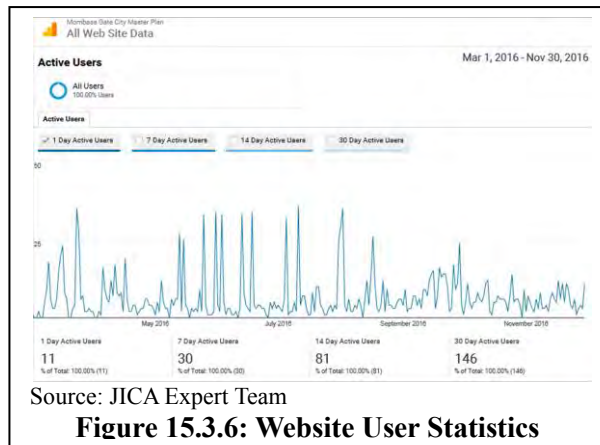 Mombasa Gate City Master Plan
All Web Site Data
Mar 1, 2016 - Nov 30, 2016
Active Users
All Users
100.00% Users
Active Users
1 Day Active Users 7 Day Active Users 14 Day Active Users 30 Day Active Users
50
25
May 2016 July 2016 September 2016 November 2016
1 Day Active Users 7 Day Active Users 14 Day Active Users 30 Day Active Users
11 30 81 146
% of Total: 100.00% (11) % of Total: 100.00% (30) % of Total: 100.00% (81) % of Total: 100.00% (146)
Source: JICA Expert Team
Figure 15.3.6: Website User Statistics